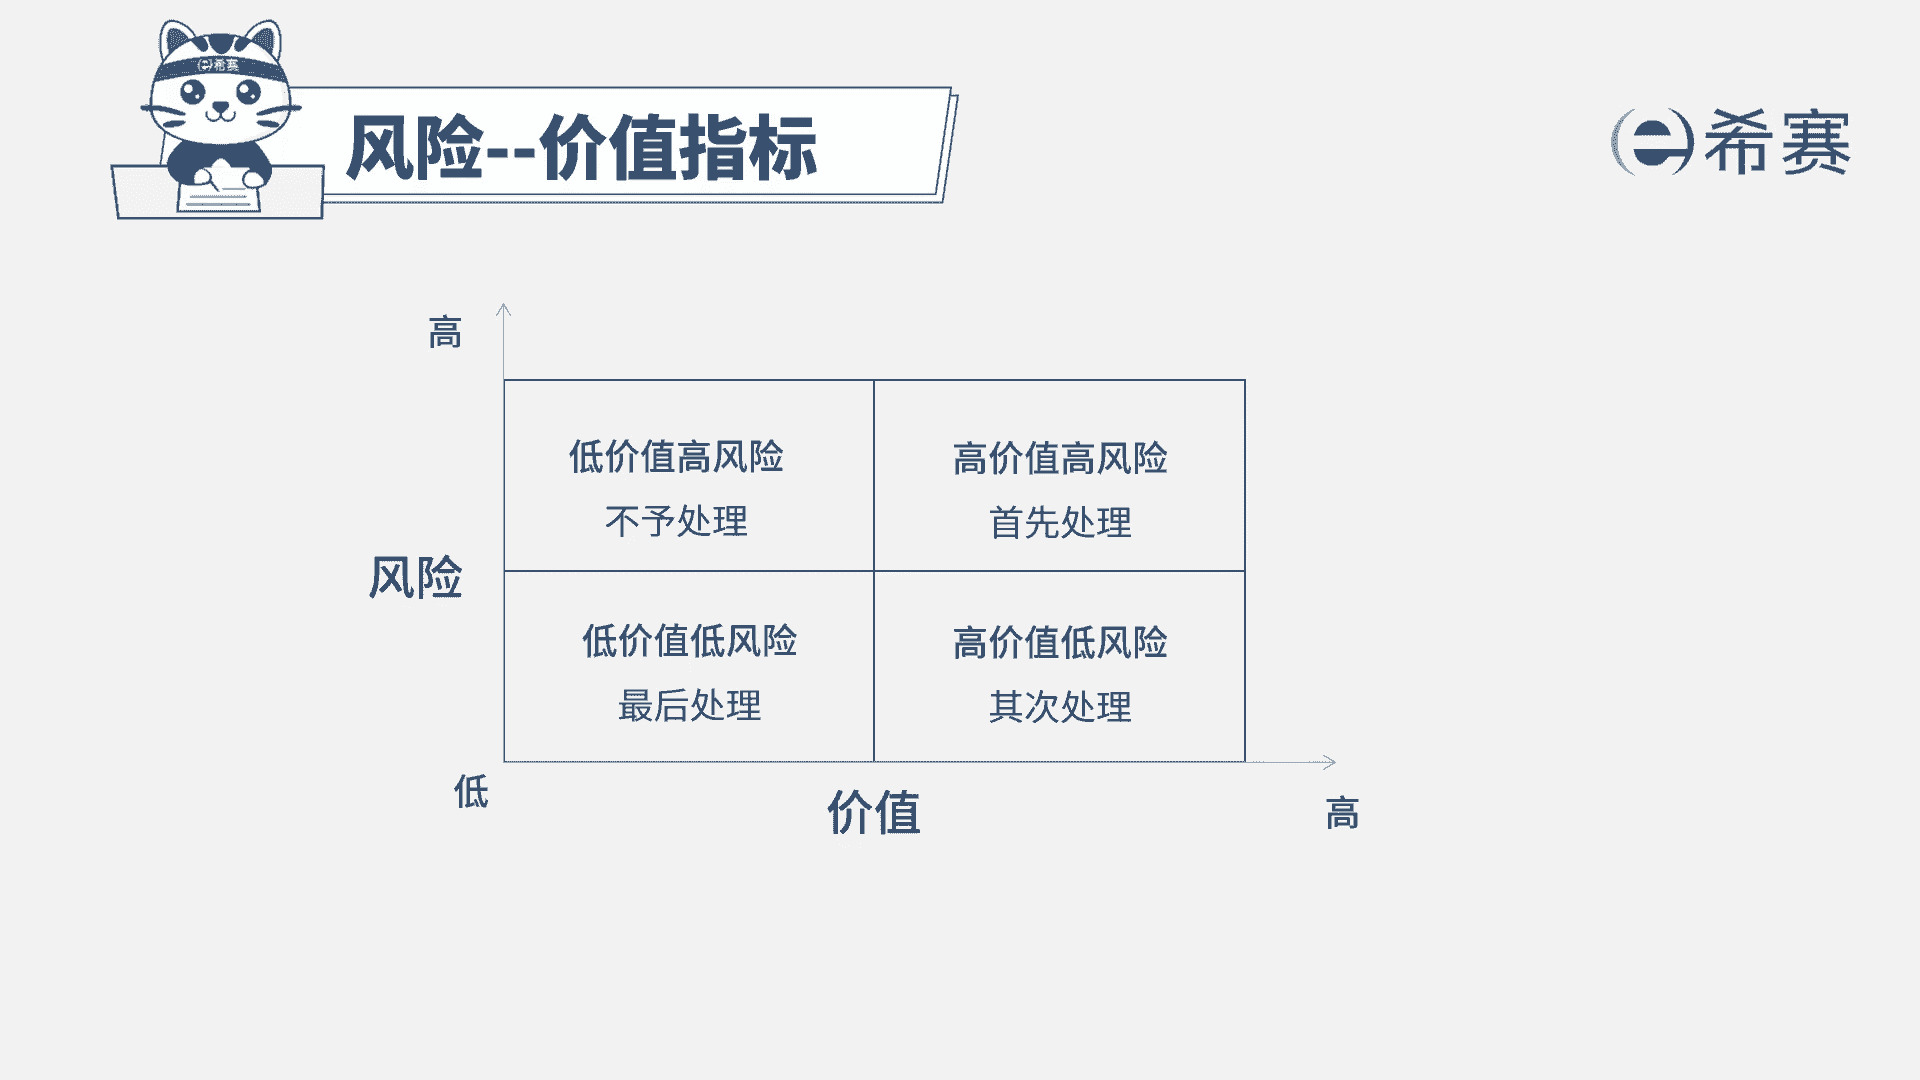 希赛
风险--价值指标
希赛
高
低价值高风险
高价值高风险
不予处理
首先处理
风险
低价值低风险
高价值低风险
最后处理
其次处理
低
价值
高